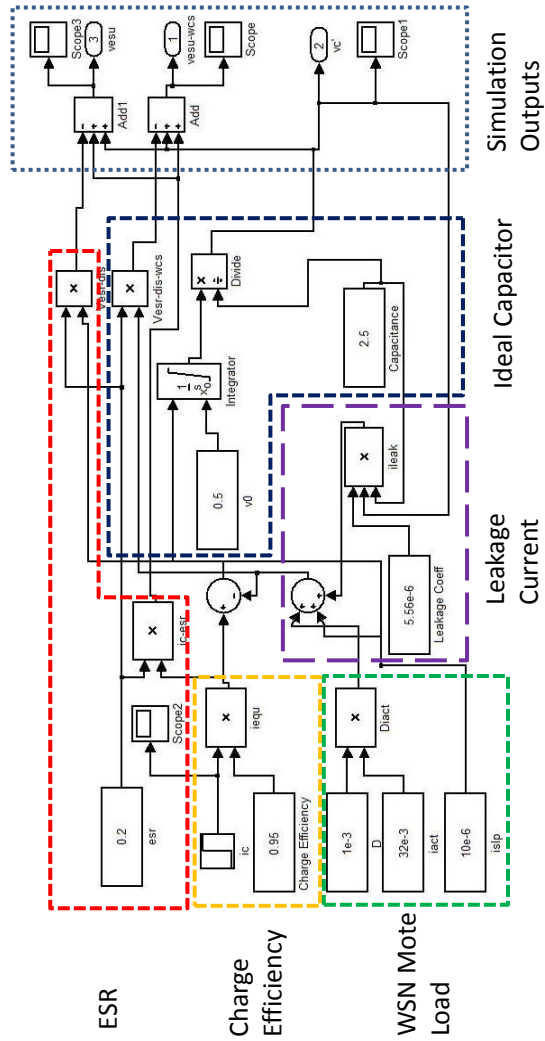 ESR
Charge
Efficiency
WSN Mote
Load
Leakage
Current
Ideal Capacitor
Simulation
Outputs
0.2
esr
Scope2
×
ic-esr
×
Vesr-dis
×
Vesr-dis-wcs
ic
0.95
Charge Efficiency
×
iequ
1e-3
D
32e-3
iact
10e-6
islp
×
Diact
5.56e-6
Leakage Coeff
×
ileak
0.5
v0
1
s
xo
Integrator
×
÷
Divide
2.5
Capacitance
−
+
+
Add1
−
+
+
Add
Scope3
3
vesu
1
vesu-wcs
Scope
2
vc'
Scope1
+
−
+
+
+